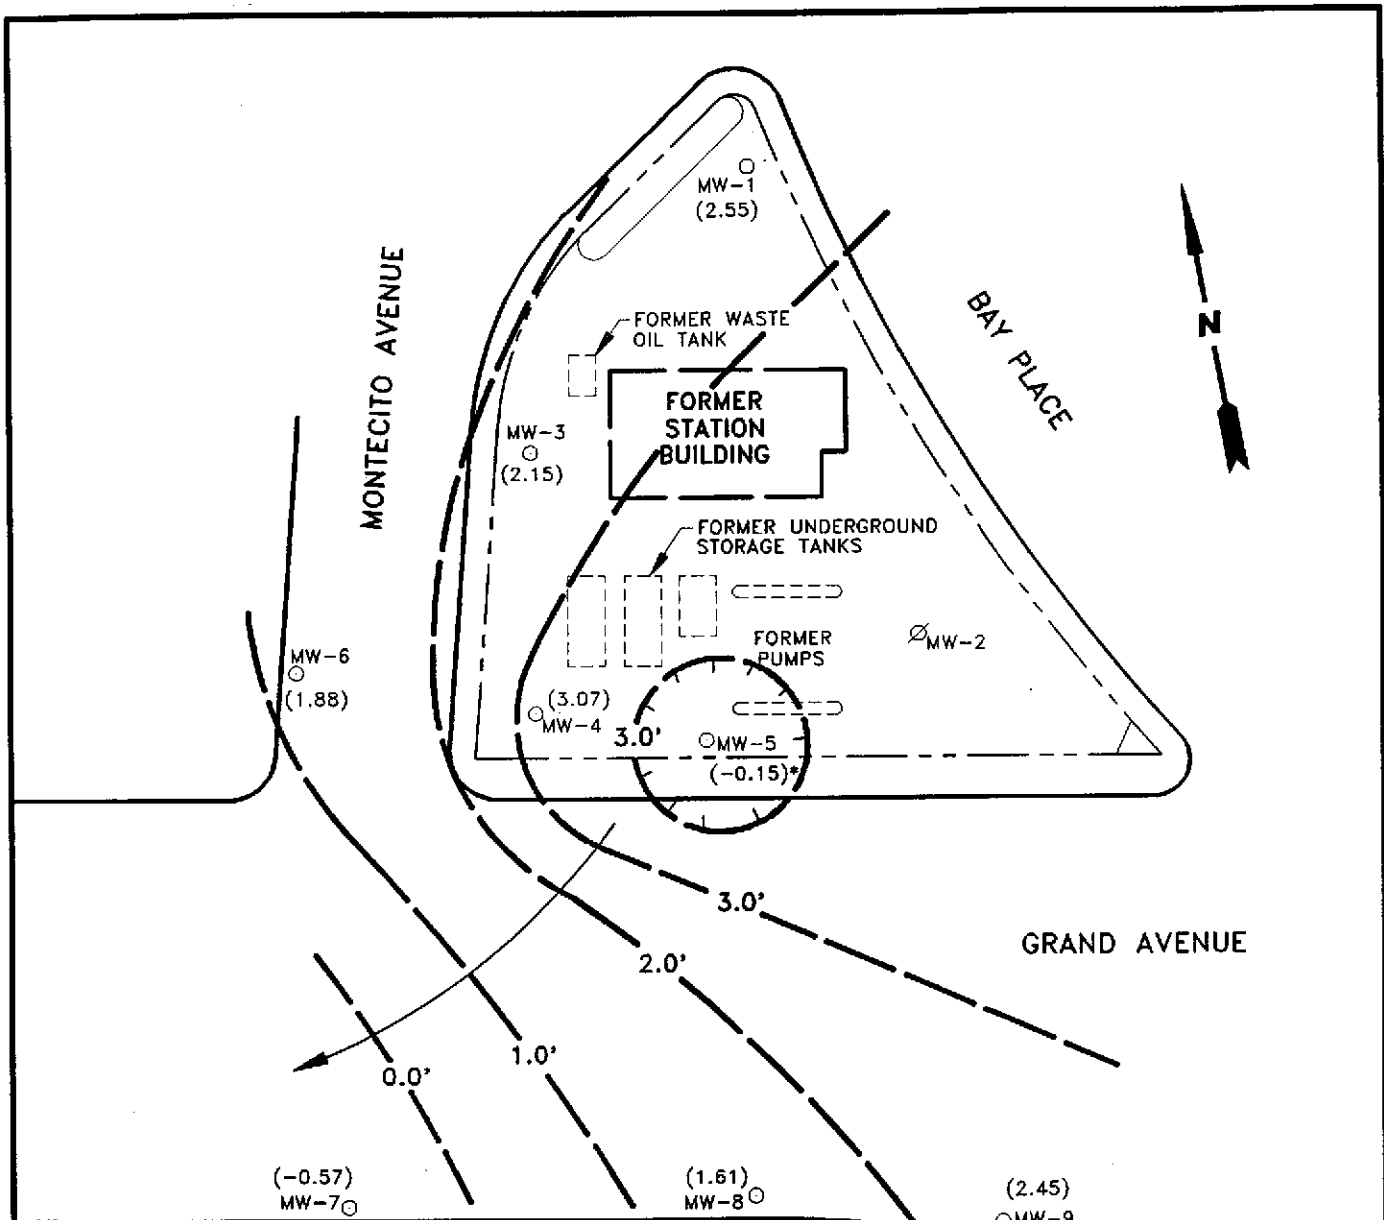 MW-1
(2.55)
MONTECITO AVENUE
BAY PLACE
N
FORMER WASTE
OIL TANK
FORMER
STATION
BUILDING
MW-3
(2.15)
FORMER UNDERGROUND
STORAGE TANKS
FORMER
PUMPS
MW-2
MW-6
(1.88)
(3.07)
MW-4
3.0'
MW-5
(-0.15)*
3.0'
2.0'
GRAND AVENUE
1.0'
0.0'
(-0.57)
MW-7
(1.61)
MW-8
(2.45)
MW-9